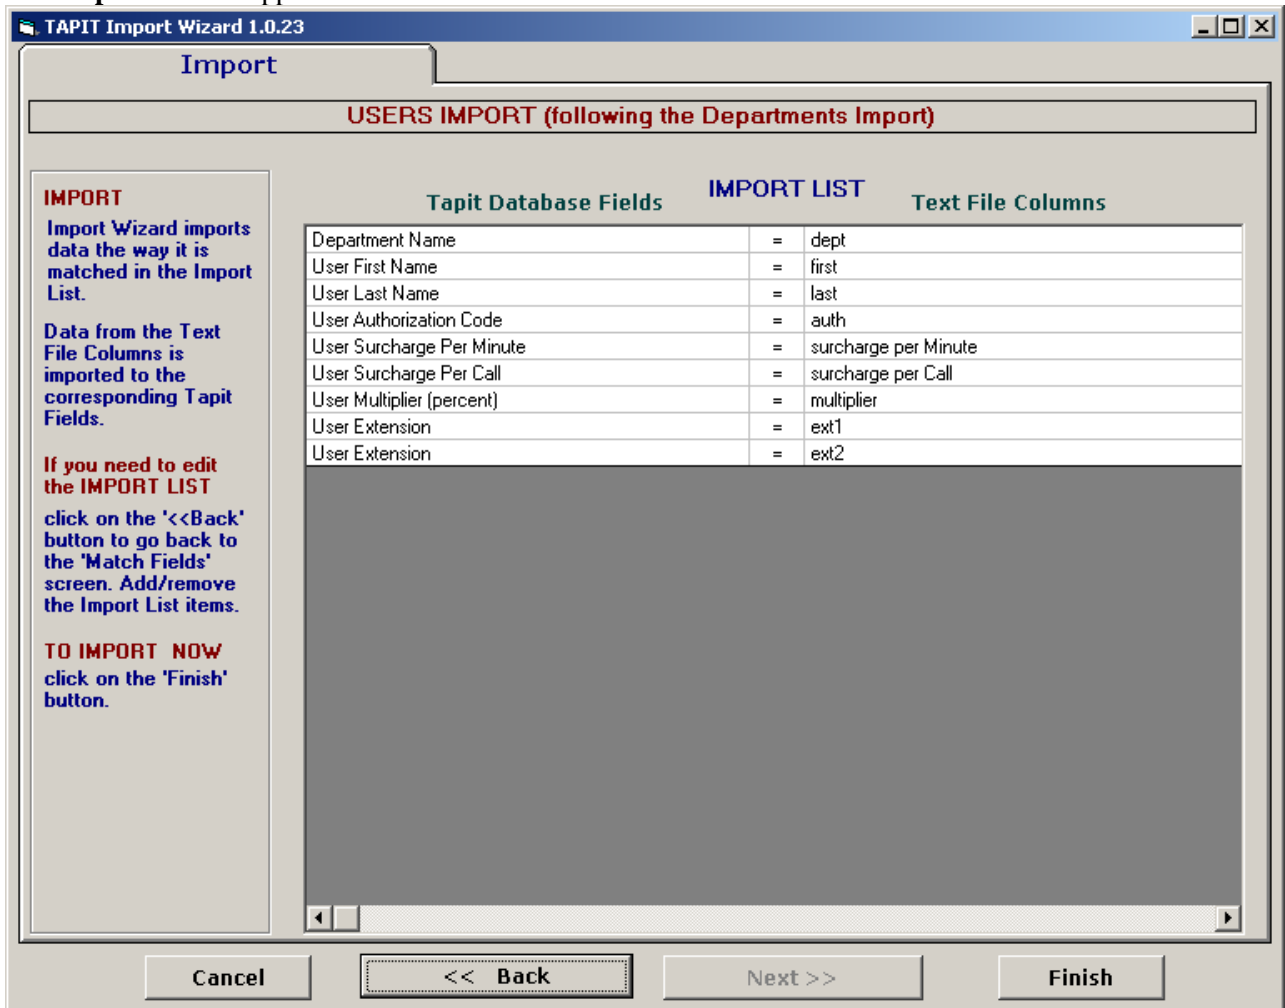 TAPIT Import Wizard 1.0.23
Import
USERS IMPORT (following the Departments Import)
IMPORT
Import Wizard imports
data the way it is
matched in the Import
List.
Data from the Text
File Columns is
imported to the
corresponding Tapit
Fields.
If you need to edit
the IMPORT LIST
click on the '<<Back'
button to go back to
the 'Match Fields'
screen. Add/remove
the Import List items.
TO IMPORT NOW
click on the 'Finish'
button.
IMPORT LIST
Tapit Database Fields Text File Columns
Department Name = dept
User First Name = first
User Last Name = last
User Authorization Code = auth
User Surcharge Per Minute = surcharge per Minute
User Surcharge Per Call = surcharge per Call
User Multiplier (percent) = multiplier
User Extension = ext1
User Extension = ext2
Cancel << Back Next >> Finish